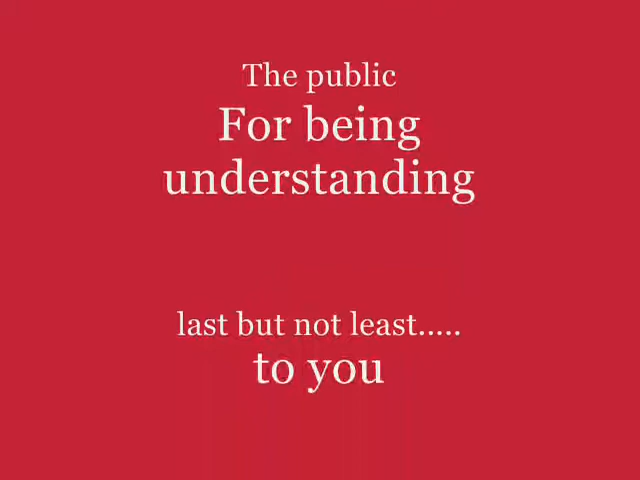 The public
For being
understanding
last but not least.....
to you